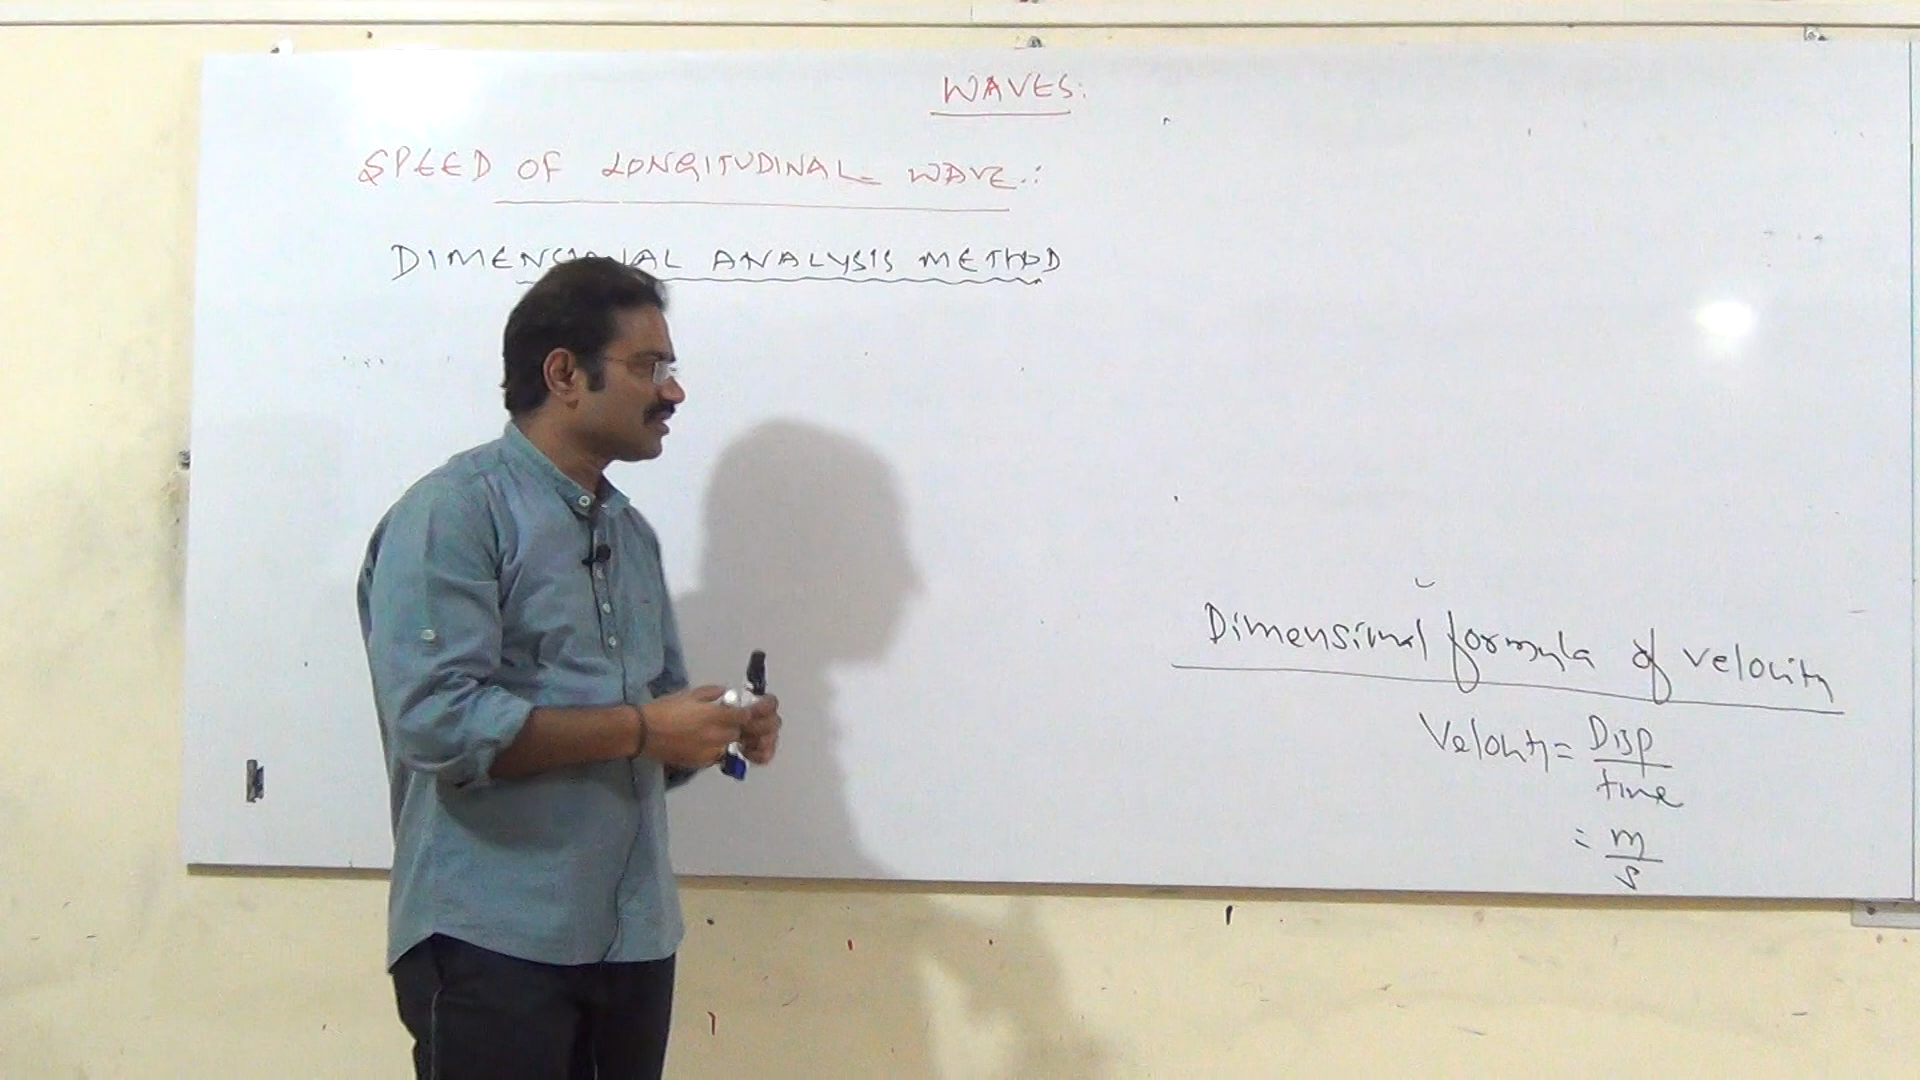 WAVES:
SPEED OF LONGITUDINAL WAVE.:
DIMENSIONAL ANALYSIS METHOD
Dimensional formula of velocity
Velocity = Disp
time
= m
s